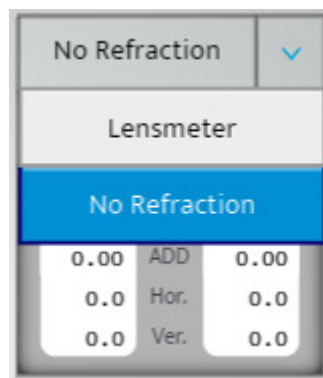 No Refraction
Lensmeter
No Refraction
0.00 ADD 0.00
0.0 Hor. 0.0
0.0 Ver. 0.0